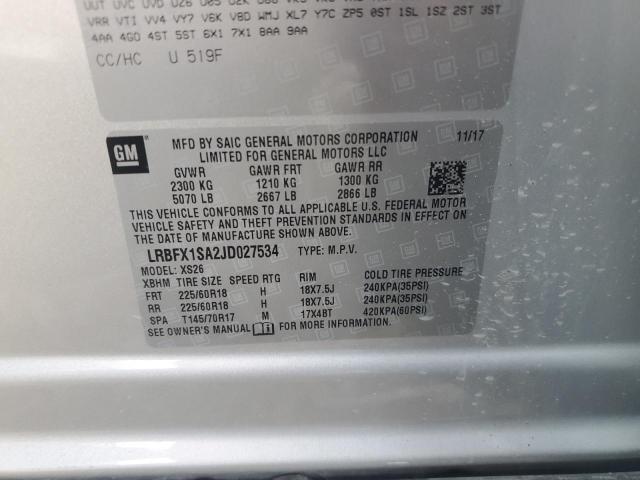 UUT UVC UVD
VRR VTI VV4 VY7 V6K V8D WMJ XL7 Y7C ZP5 0ST 1SL 1SZ 2ST 3ST
4AA 4G0 4ST 5ST 6X1 7X1 8AA 9AA
CC/HC U 519F
GM
MFD BY SAIC GENERAL MOTORS CORPORATION 11/17
LIMITED FOR GENERAL MOTORS LLC
GVWR GAWR FRT GAWR RR
2300 KG 1210 KG 1300 KG
5070 LB 2667 LB 2866 LB
THIS VEHICLE CONFORMS TO ALL APPLICABLE U.S. FEDERAL MOTOR
VEHICLE SAFETY AND THEFT PREVENTION STANDARDS
IN EFFECT ON THE DATE OF MANUFACTURE SHOWN ABOVE.
LRBFX1SA2JD027534 TYPE: M.P.V.
MODEL: XS26
XBHM TIRE SIZE SPEED RTG RIM COLD TIRE PRESSURE
FRT 225/60R18 H 18X7.5J 240KPA(35PSI)
RR 225/60R18 H 18X7.5J 240KPA(35PSI)
SPA T145/70R17 M 17X4BT 420KPA(60PSI)
SEE OWNER'S MANUAL FOR MORE INFORMATION.